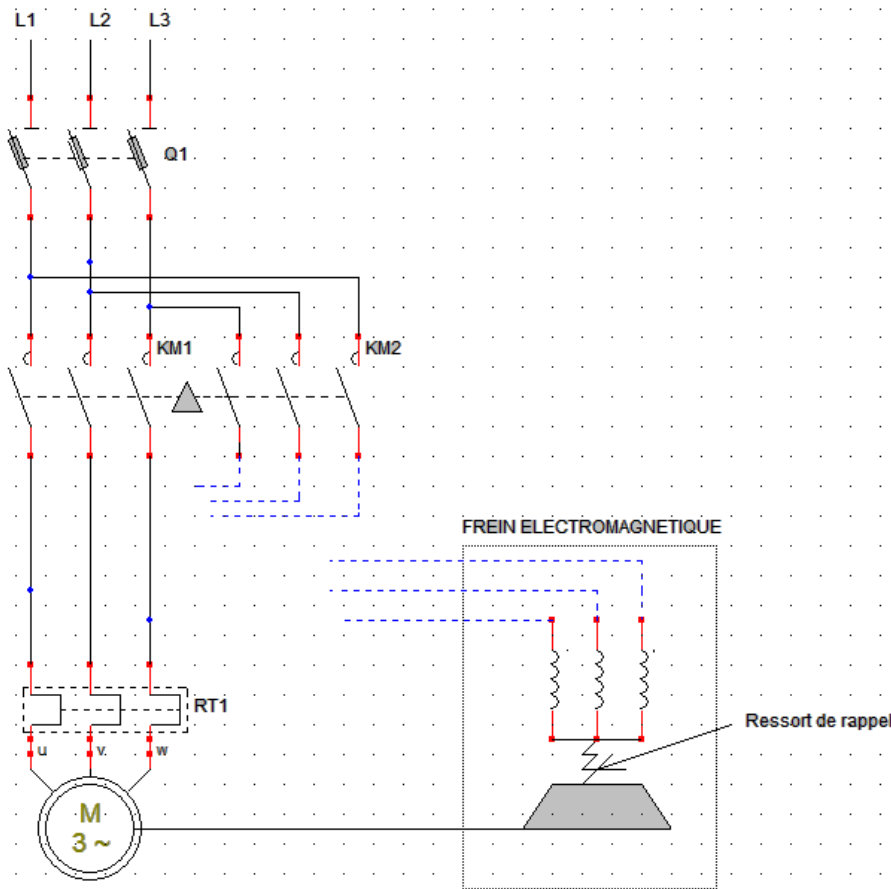 L1 L2 L3
Q1
KM1 KM2
FREIN ELECTROMAGNETIQUE
RT1
Ressort de rappel
u v w
M
3 ~